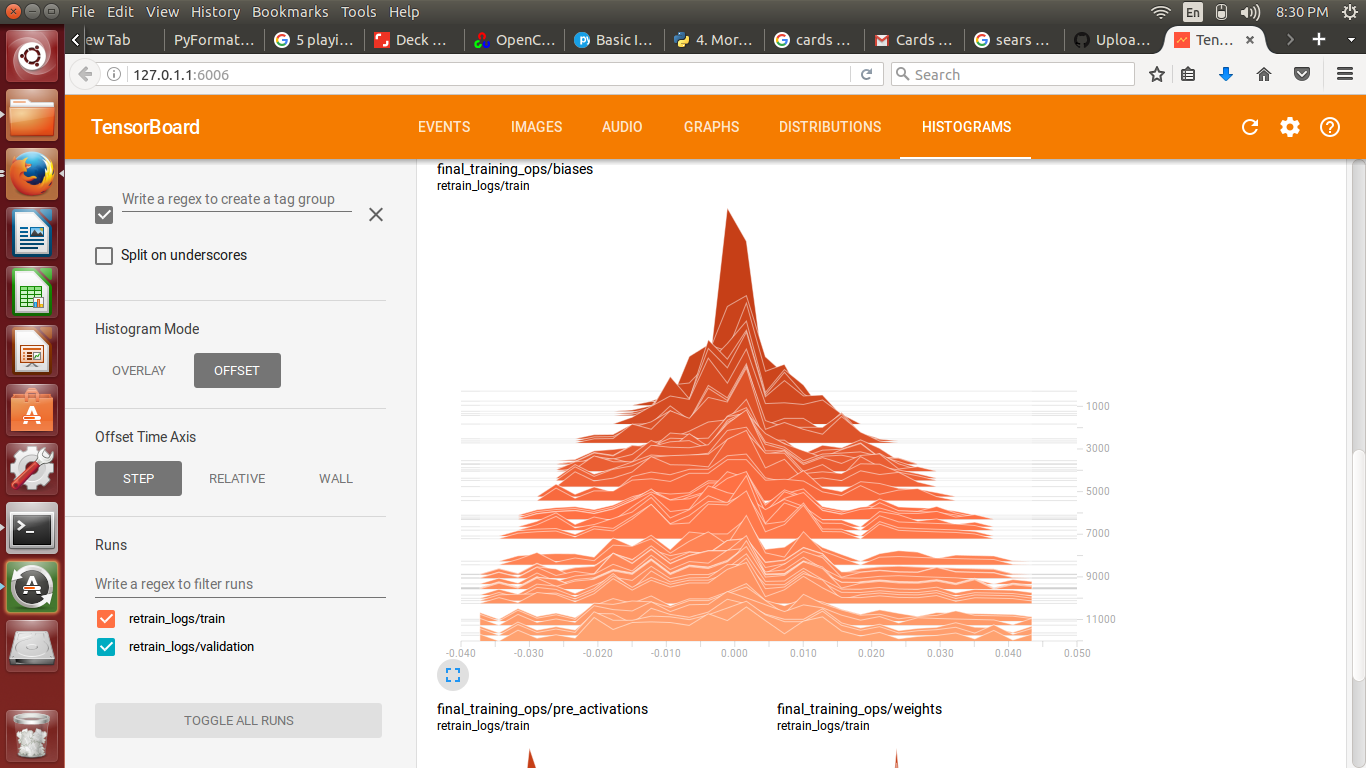 File Edit View History Bookmarks Tools Help En 8:30 PM
ew Tab PyFormat... 5 playi... Deck ... OpenC... Basic I... 4. Mor... cards ... Cards ... sears ... Uploa... Ten...
127.0.1.1:6006 Search
TensorBoard EVENTS IMAGES AUDIO GRAPHS DISTRIBUTIONS HISTOGRAMS
Write a regex to create a tag group
Split on underscores
Histogram Mode
OVERLAY OFFSET
Offset Time Axis
STEP RELATIVE WALL
Runs
Write a regex to filter runs
retrain_logs/train
retrain_logs/validation
TOGGLE ALL RUNS
final_training_ops/biases
retrain_logs/train
1000
3000
5000
7000
9000
11000
-0.040 -0.030 -0.020 -0.010 0.000 0.010 0.020 0.030 0.040 0.050
final_training_ops/pre_activations
retrain_logs/train
final_training_ops/weights
retrain_logs/train